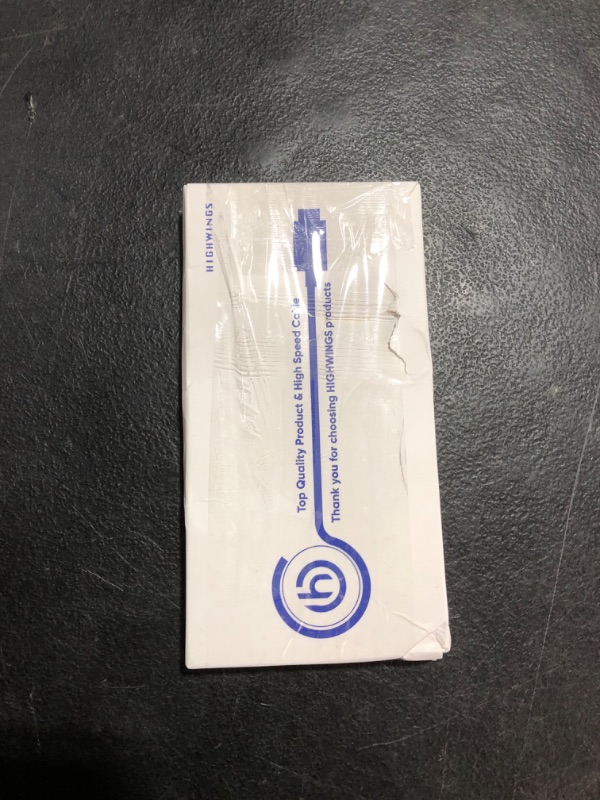 HIGHWINGS
Top Quality Product & High Speed Cable
Thank you for choosing HIGHWINGS products